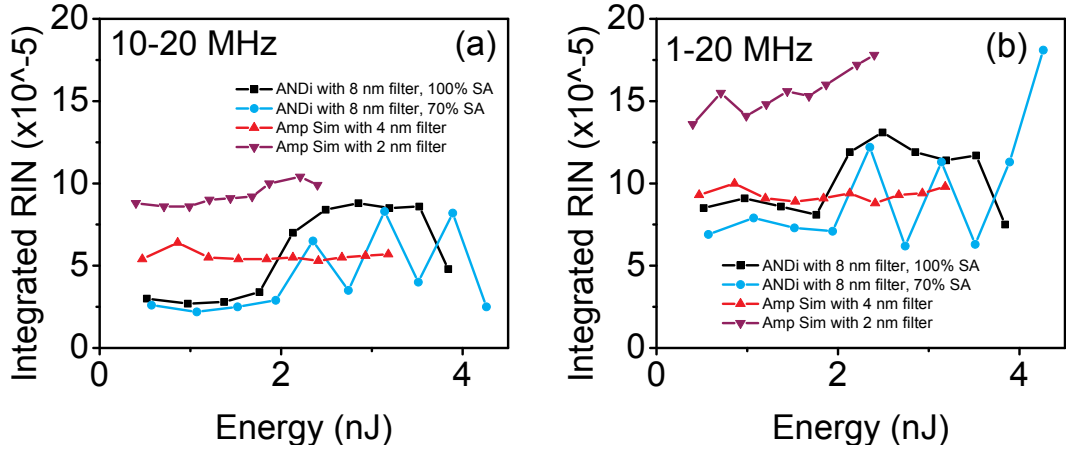 10-20 MHz
(a)
ANDi with 8 nm filter, 100% SA
ANDi with 8 nm filter, 70% SA
Amp Sim with 4 nm filter
Amp Sim with 2 nm filter
Integrated RIN (x10^-5)
20
15
10
5
0
0
2
4
Energy (nJ)
1-20 MHz
(b)
ANDi with 8 nm filter, 100% SA
ANDi with 8 nm filter, 70% SA
Amp Sim with 4 nm filter
Amp Sim with 2 nm filter
Integrated RIN (x10^-5)
20
15
10
5
0
0
2
4
Energy (nJ)